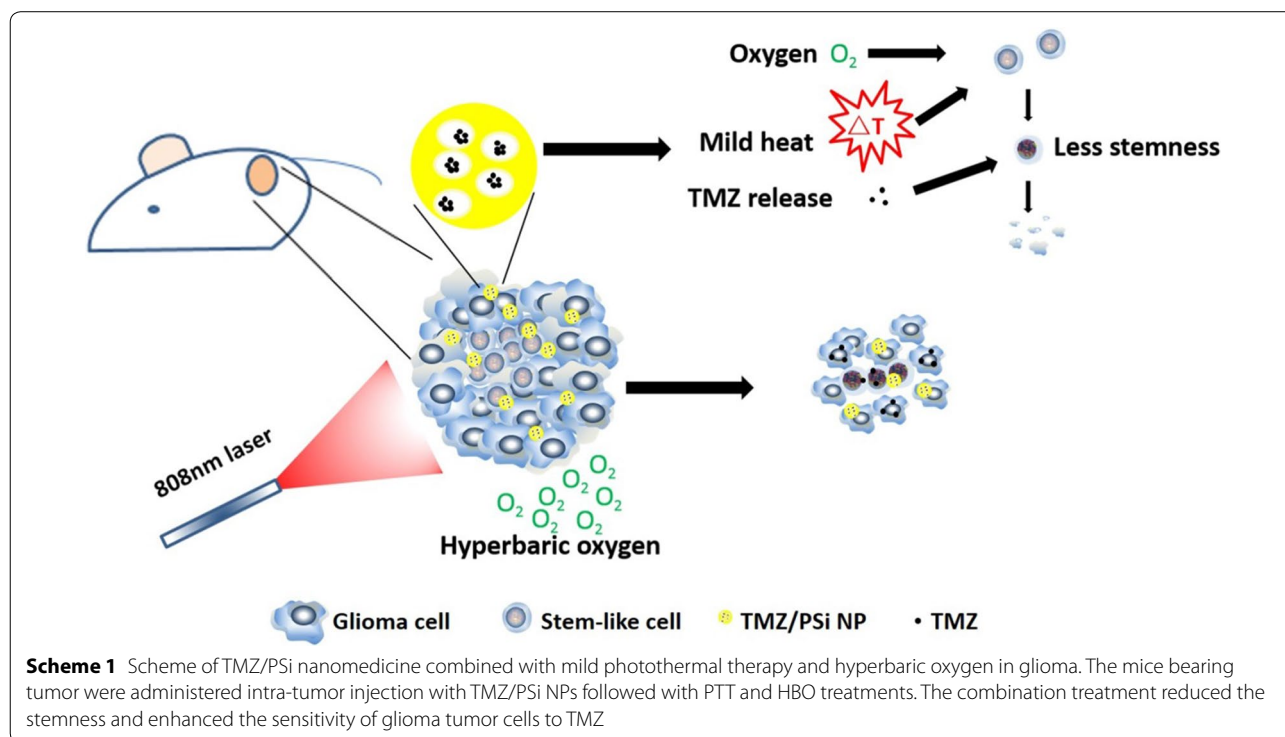 Oxygen O₂
Mild heat
△T
Less stemness
TMZ release
808nm laser
O₂
O₂ O₂
O₂ O₂ O₂
O₂ O₂
Hyperbaric oxygen
Glioma cell Stem-like cell TMZ/PSi NP TMZ
Scheme 1 Scheme of TMZ/PSi nanomedicine combined with mild photothermal therapy and hyperbaric oxygen in glioma. The mice bearing
tumor were administered intra-tumor injection with TMZ/PSi NPs followed with PTT and HBO treatments. The combination treatment reduced the
stemness and enhanced the sensitivity of glioma tumor cells to TMZ